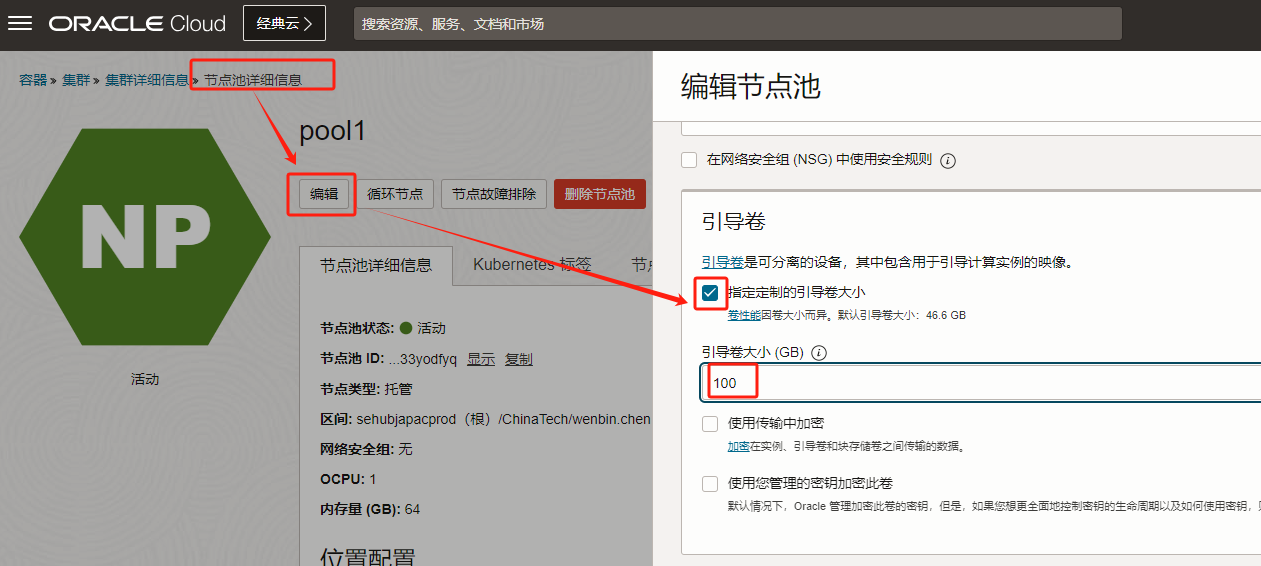 ORACLE Cloud
经典云
搜索资源、服务、文档和市场
容器 » 集群 » 集群详细信息 » 节点池详细信息
NP
活动
pool1
编辑
循环节点
节点故障排除
删除节点池
节点池详细信息
Kubernetes 标签
节点池状态: 活动
节点池 ID: ...33yodfyq 显示 复制
节点类型: 托管
区间: sehubjapacprod（根）/ChinaTech/wenbin.chen
网络安全组: 无
OCPU: 1
内存量 (GB): 64
位置配置
编辑节点池
在网络安全组 (NSG) 中使用安全规则
引导卷
引导卷是可分离的设备，其中包含用于引导计算实例的映像。
指定定制的引导卷大小
卷性能因卷大小而异。默认引导卷大小：46.6 GB
引导卷大小 (GB)
100
使用传输中加密
加密在实例、引导卷和块存储卷之间传输的数据。
使用您管理的密钥加密此卷
默认情况下，Oracle 管理加密此卷的密钥，但是，如果您想更全面地控制密钥的生命周期以及如何使用密钥，